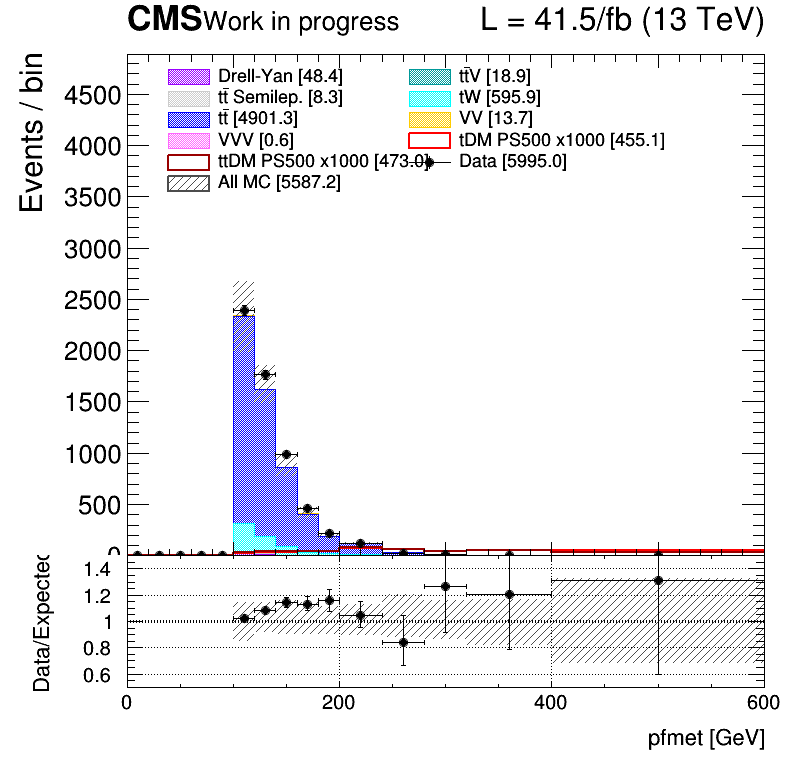 CMS Work in progress L = 41.5/fb (13 TeV)
Events / bin
4500
4000
3500
3000
2500
2000
1500
1000
500
0
Drell-Yan [48.4] tt̄V [18.9]
tt̄ Semilep. [8.3] tW [595.9]
tt̄ [4901.3] VV [13.7]
VVV [0.6] tDM PS500 x1000 [455.1]
ttDM PS500 x1000 [473.0] Data [5995.0]
All MC [5587.2]
Data/Expected
1.4
1.2
1
0.8
0.6
0 200 400 600
pfmet [GeV]